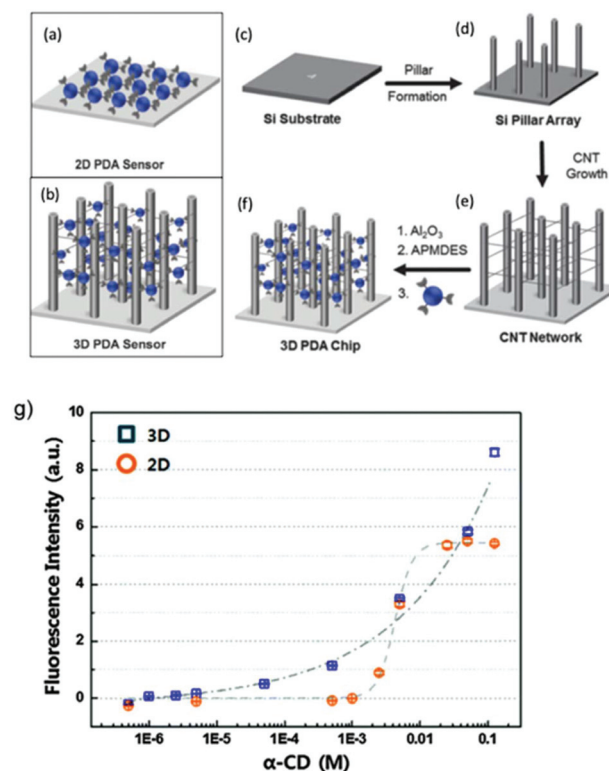 (a)
2D PDA Sensor
(b)
3D PDA Sensor
(c)
Si Substrate
Pillar
Formation
(d)
Si Pillar Array
CNT
Growth
(e)
CNT Network
1. Al₂O₃
2. APMDES
3.
(f)
3D PDA Chip
g)
3D
2D
Fluorescence Intensity (a.u.)
10
8
6
4
2
0
1E-6 1E-5 1E-4 1E-3 0.01 0.1
α-CD (M)